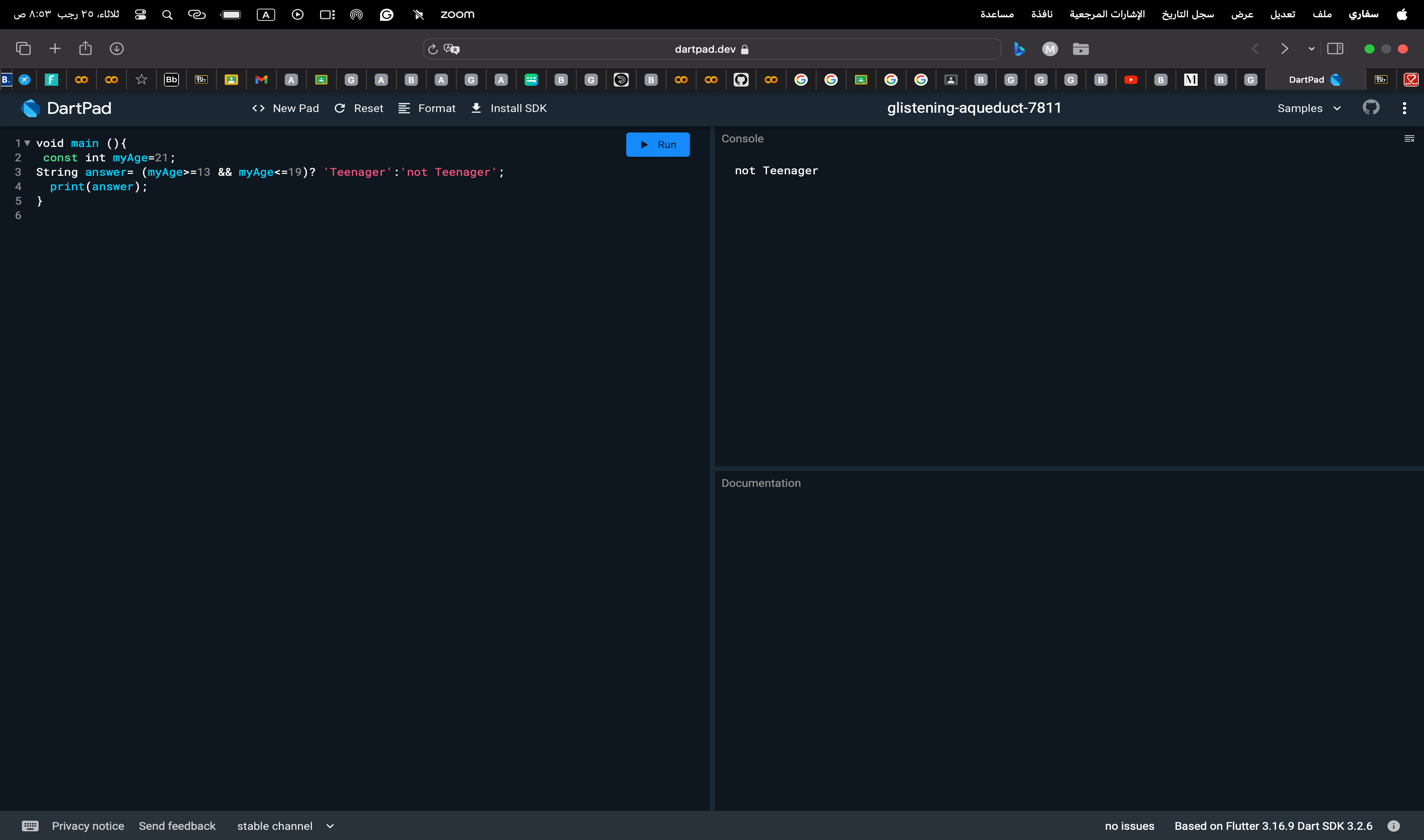 ثلاثاء، ٢٥ رجب ٨:٥٣ ص
A
zoom
مساعدة نافذة الإشارات المرجعية سجل التاريخ عرض تعديل ملف سفاري
dartpad.dev
M
B. f Bb Bb A G A B A G A B G B B G G G B B M B G DartPad Bb
DartPad
New Pad Reset Format Install SDK
glistening-aqueduct-7811
Samples
1 void main (){
2 const int myAge=21;
3 String answer= (myAge>=13 && myAge<=19)? 'Teenager':'not Teenager';
4 print(answer);
5 }
6
Run
Console
not Teenager
Documentation
Privacy notice Send feedback stable channel
no issues Based on Flutter 3.16.9 Dart SDK 3.2.6